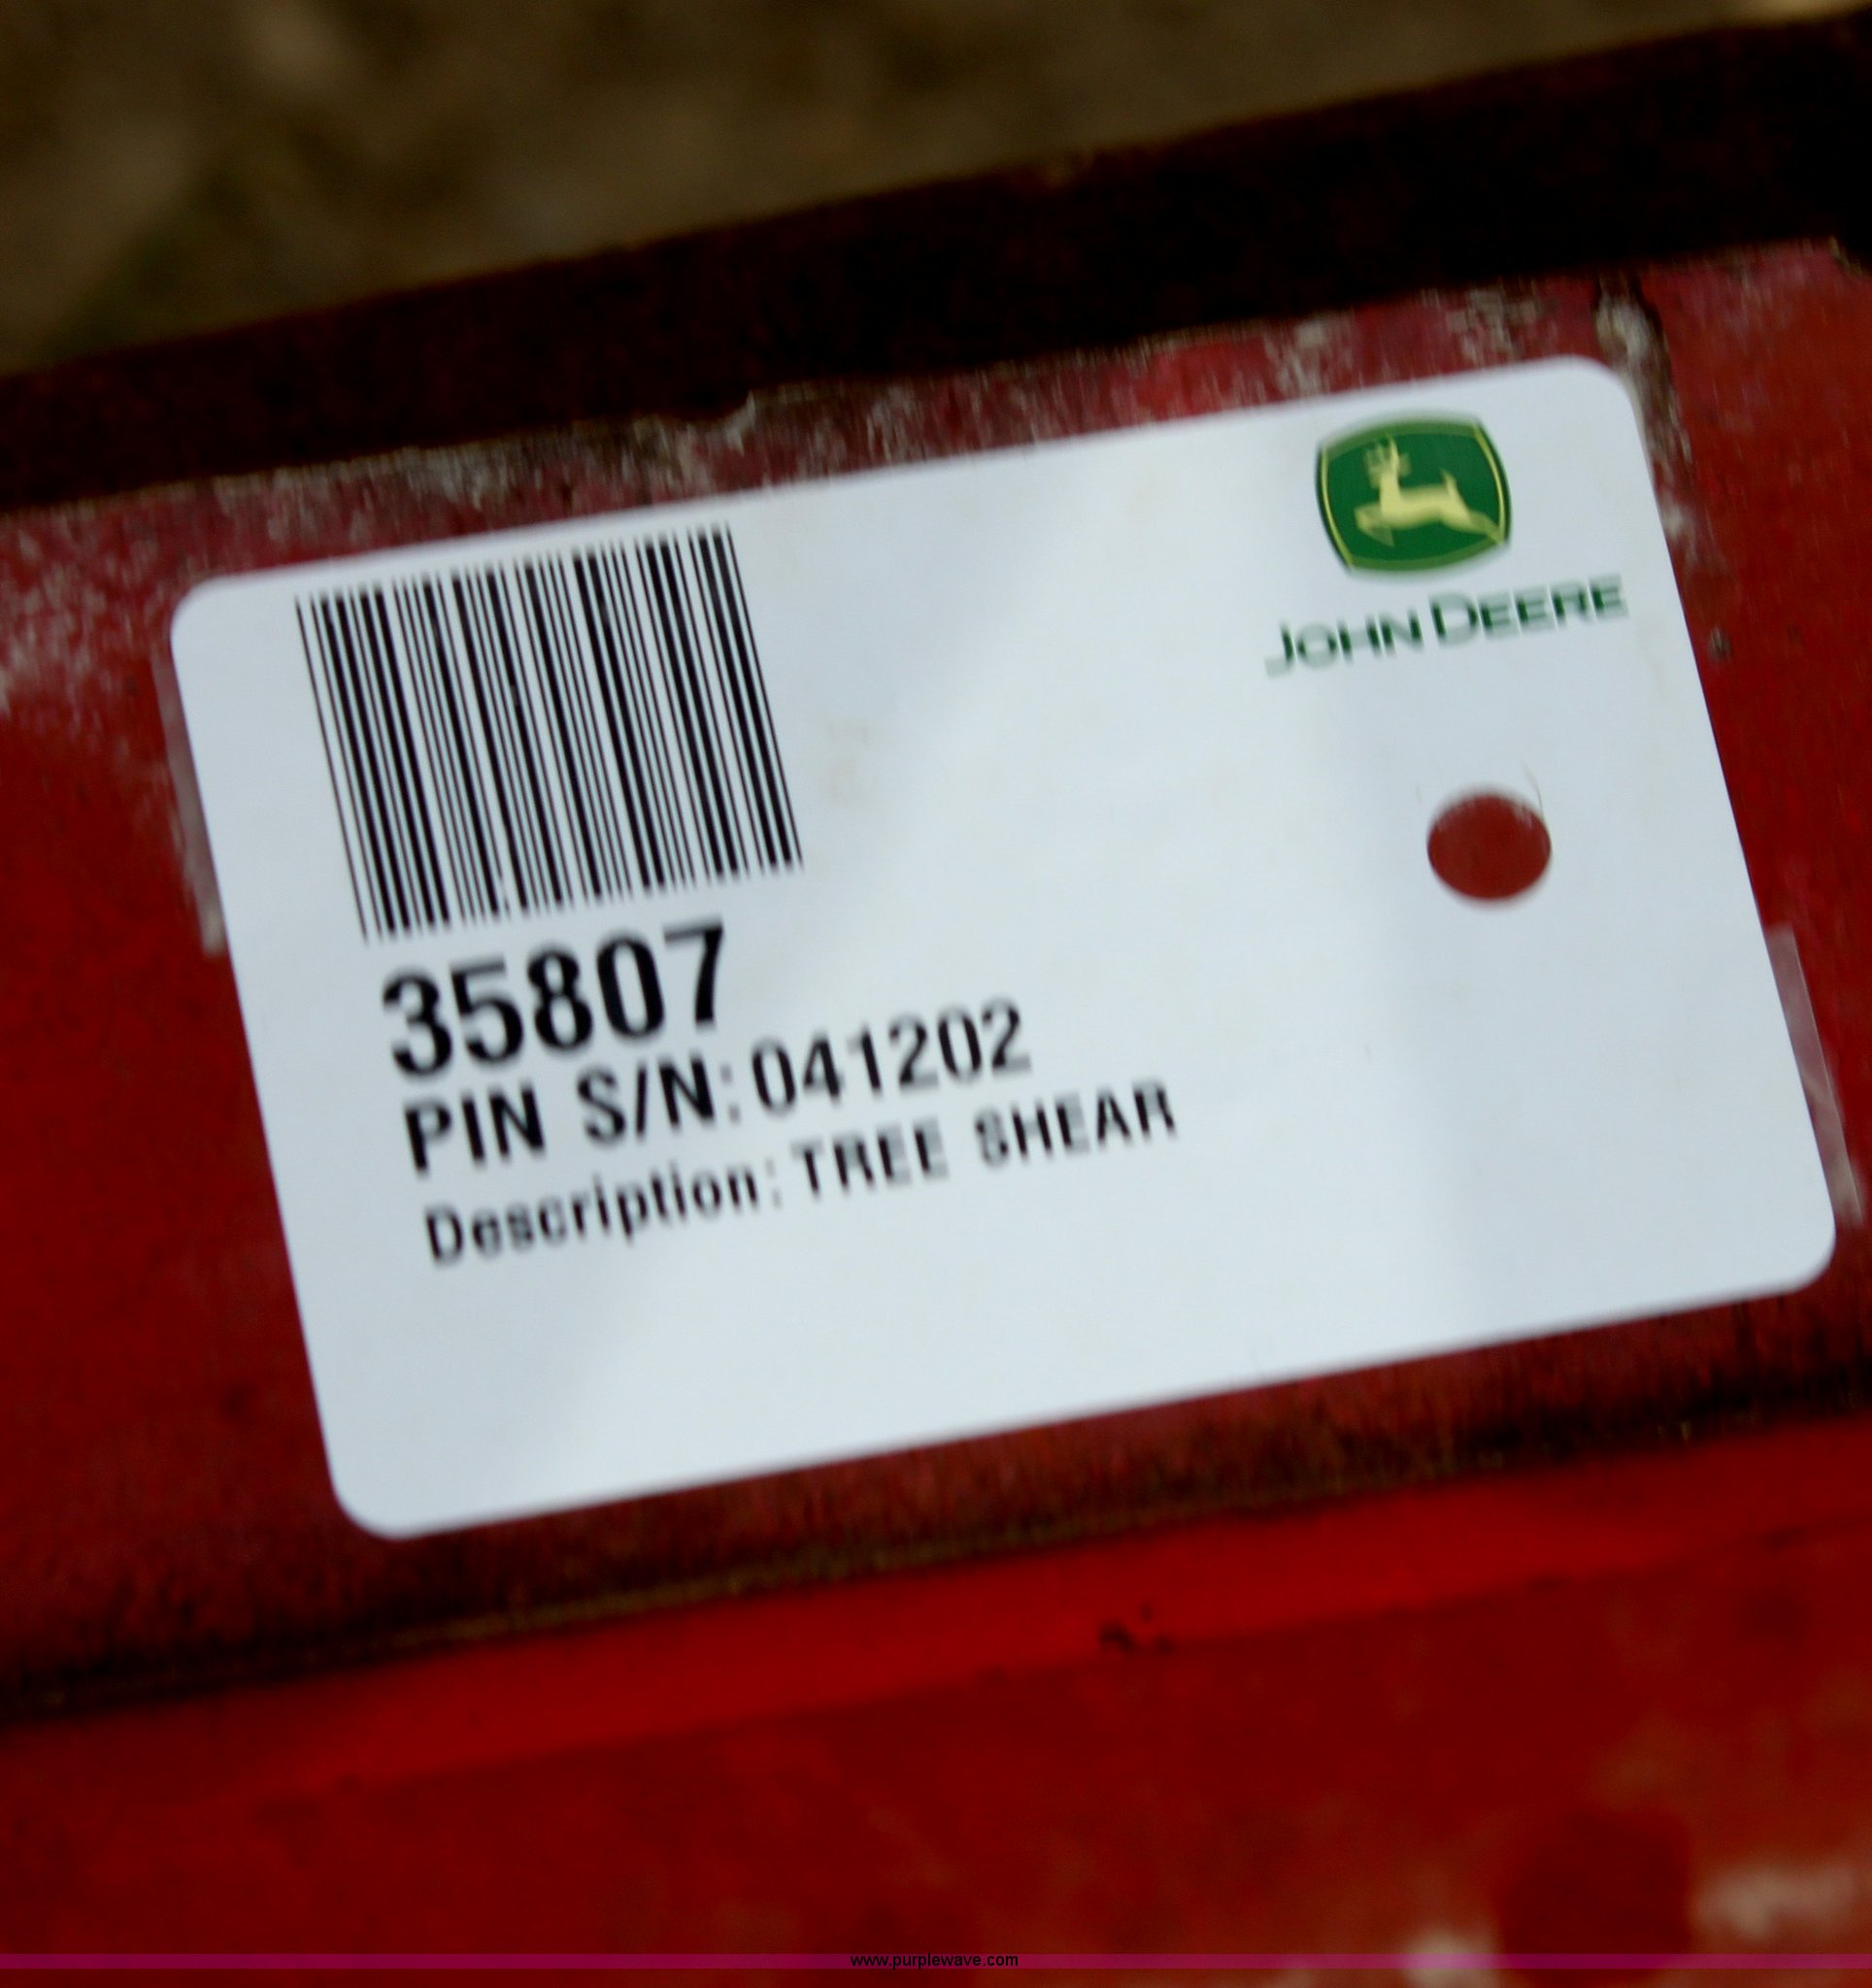 JOHN DEERE
35807
PIN S/N: 041202
Description: TREE SHEAR
www.purplewave.com